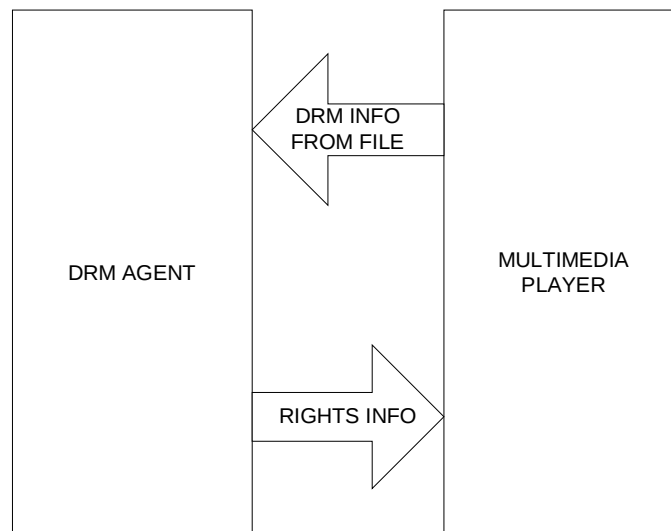 DRM INFO
FROM FILE
DRM AGENT
MULTIMEDIA
PLAYER
RIGHTS INFO